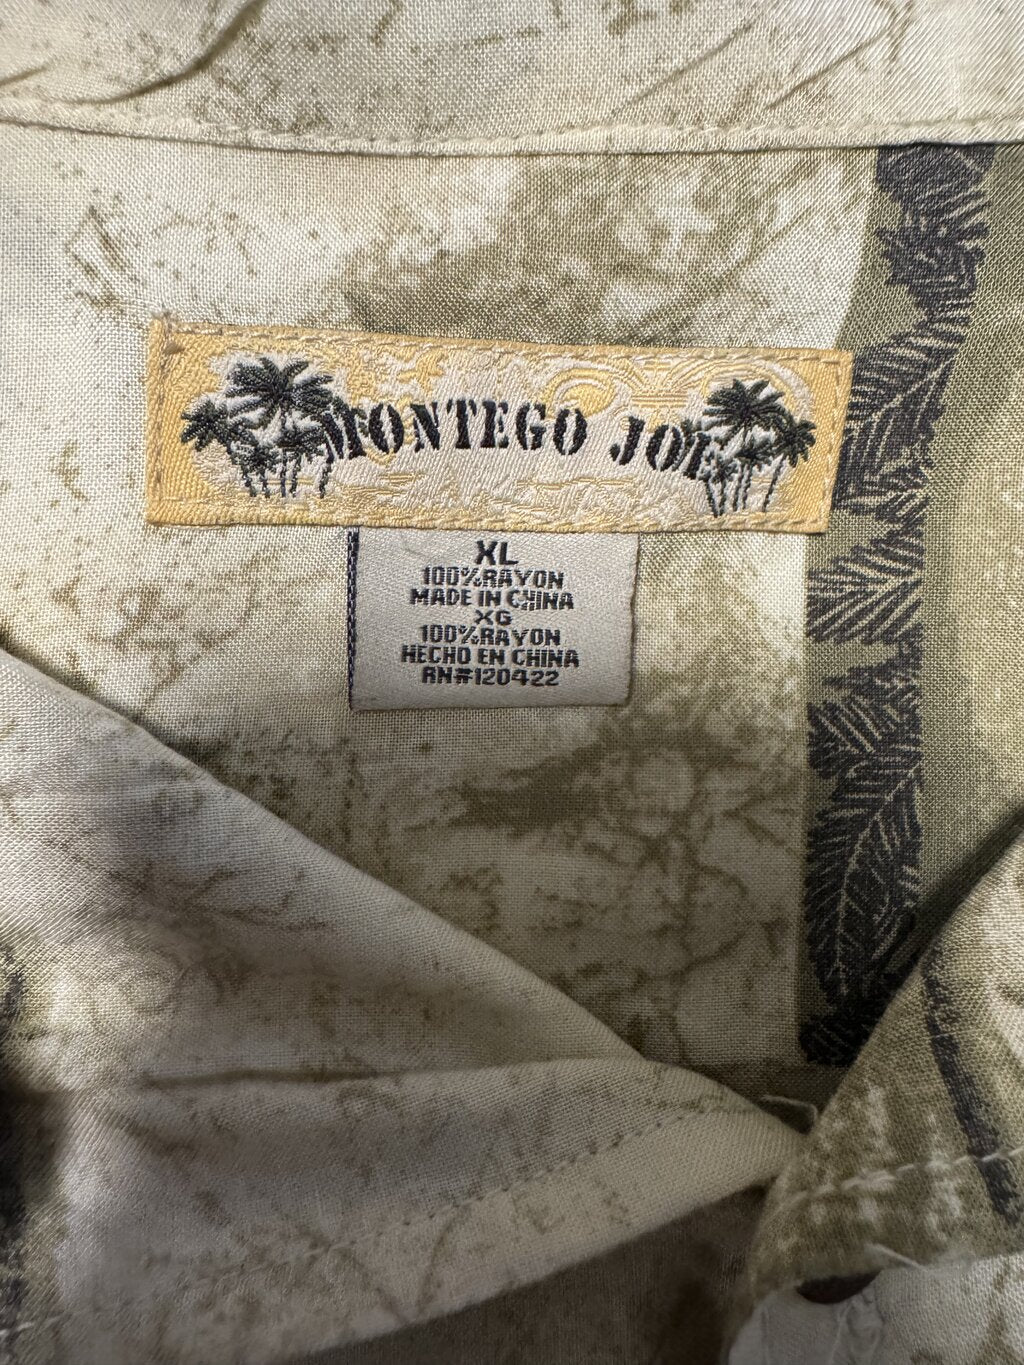 MONTEGO JOE
XL
100%RAYON
MADE IN CHINA
XG
100%RAYON
HECHO EN CHINA
RN#120422